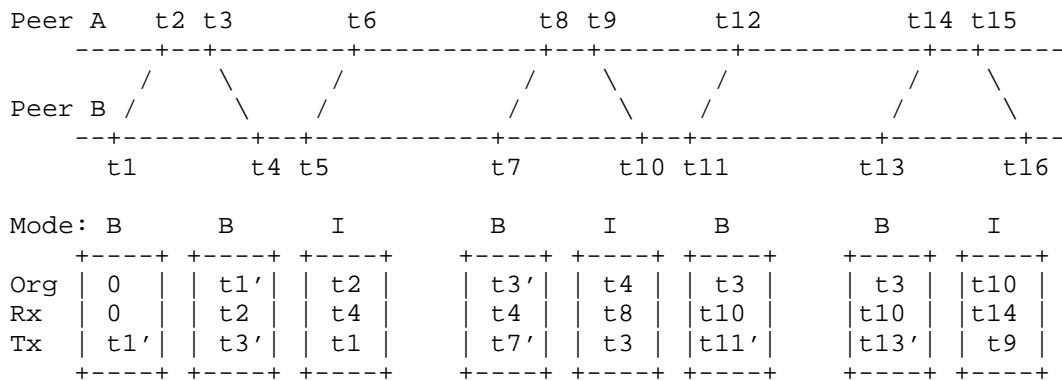 Peer A t2 t3 t6 t8 t9 t12 t14 t15
Peer B
t1 t4 t5 t7 t10 t11 t13 t16
Mode: B B I B I B B I
Org 0 t1’ t2 t3’ t4 t3 t3 t10
Rx 0 t2 t4 t4 t8 t10 t10 t14
Tx t1’ t3’ t1 t7’ t3 t11’ t13’ t9